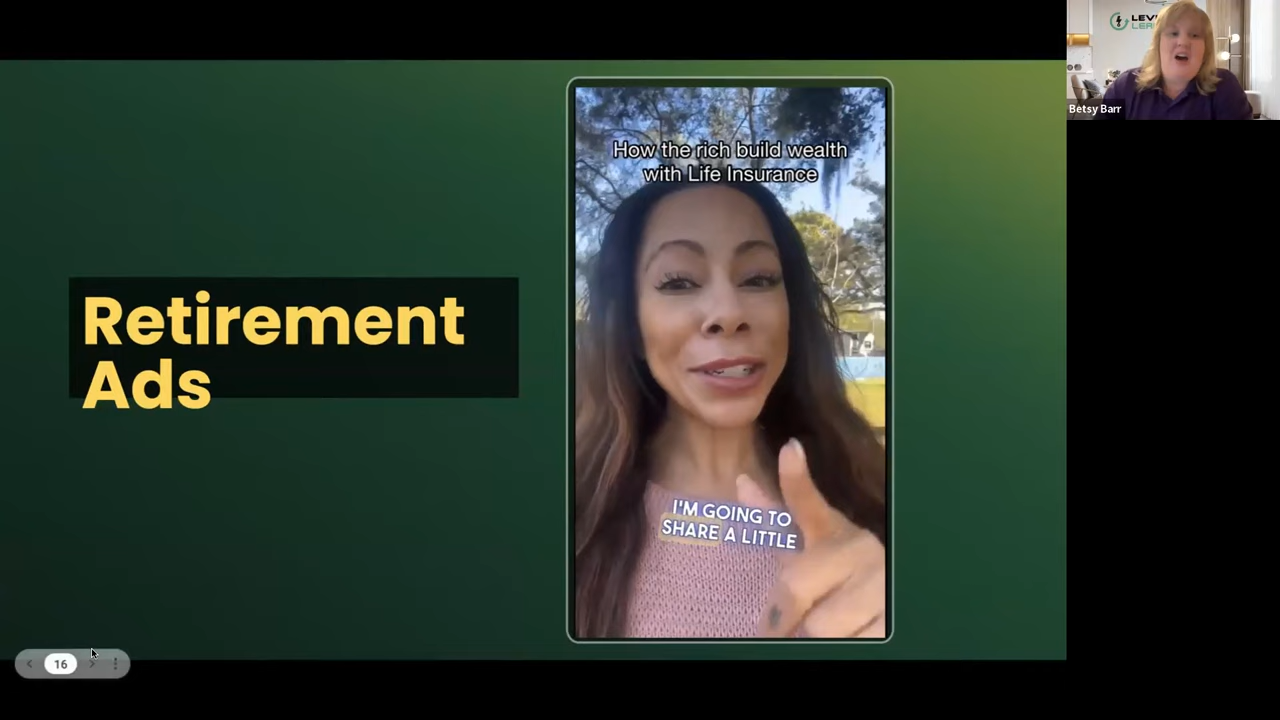 Retirement
Ads
How the rich build wealth
with Life Insurance
I'M GOING TO
SHARE A LITTLE
16
Betsy Barr